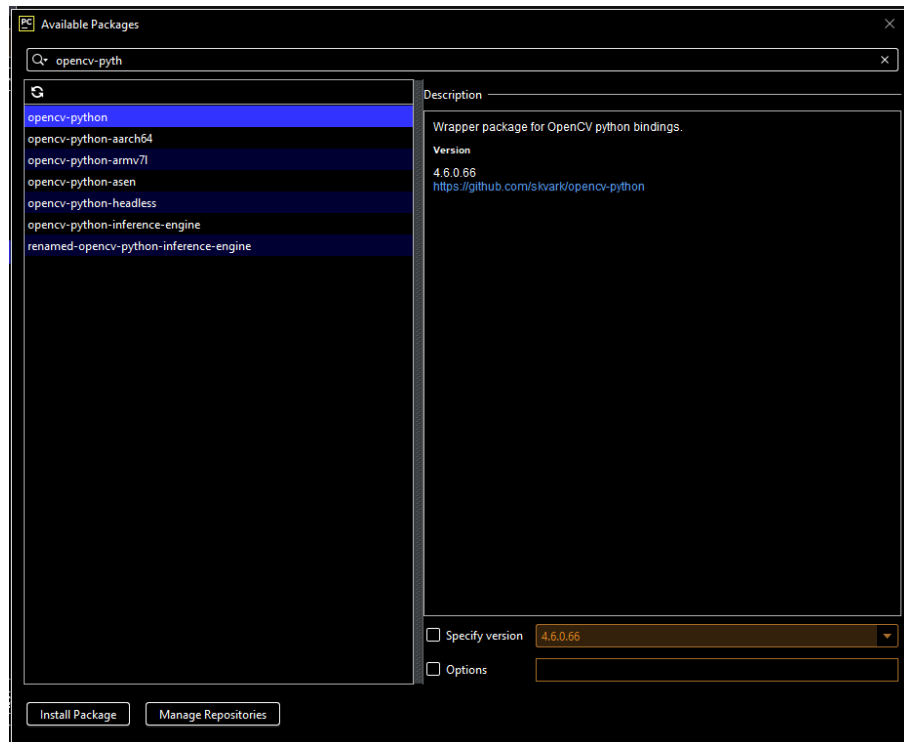 PC Available Packages
opencv-pyth
opencv-python
opencv-python-aarch64
opencv-python-armv7l
opencv-python-asen
opencv-python-headless
opencv-python-inference-engine
renamed-opencv-python-inference-engine
Description
Wrapper package for OpenCV python bindings.
Version
4.6.0.66
https://github.com/skvark/opencv-python
Specify version 4.6.0.66
Options
Install Package Manage Repositories